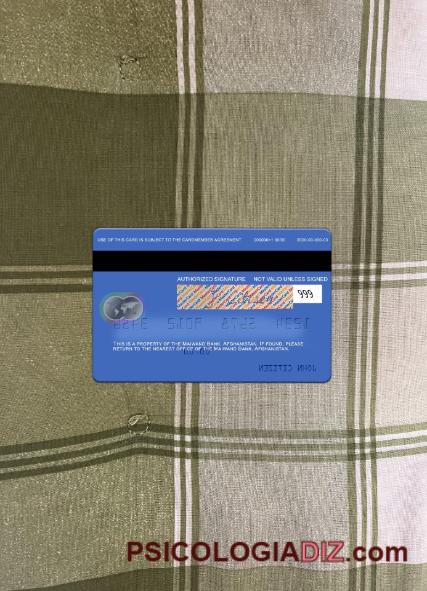 USE OF THIS CARD IS SUBJECT TO THE CARDMEMBER AGREEMENT
AUTHORIZED SIGNATURE NOT VALID UNLESS SIGNED
999
THIS IS A PROPERTY OF THE MAIWAND BANK, AFGHANISTAN. IF FOUND, PLEASE
RETURN TO THE NEAREST OFFICE OF THE MAIWAND BANK, AFGHANISTAN.
JOHN CITIZEN
PSICOLOGIADIZ.com